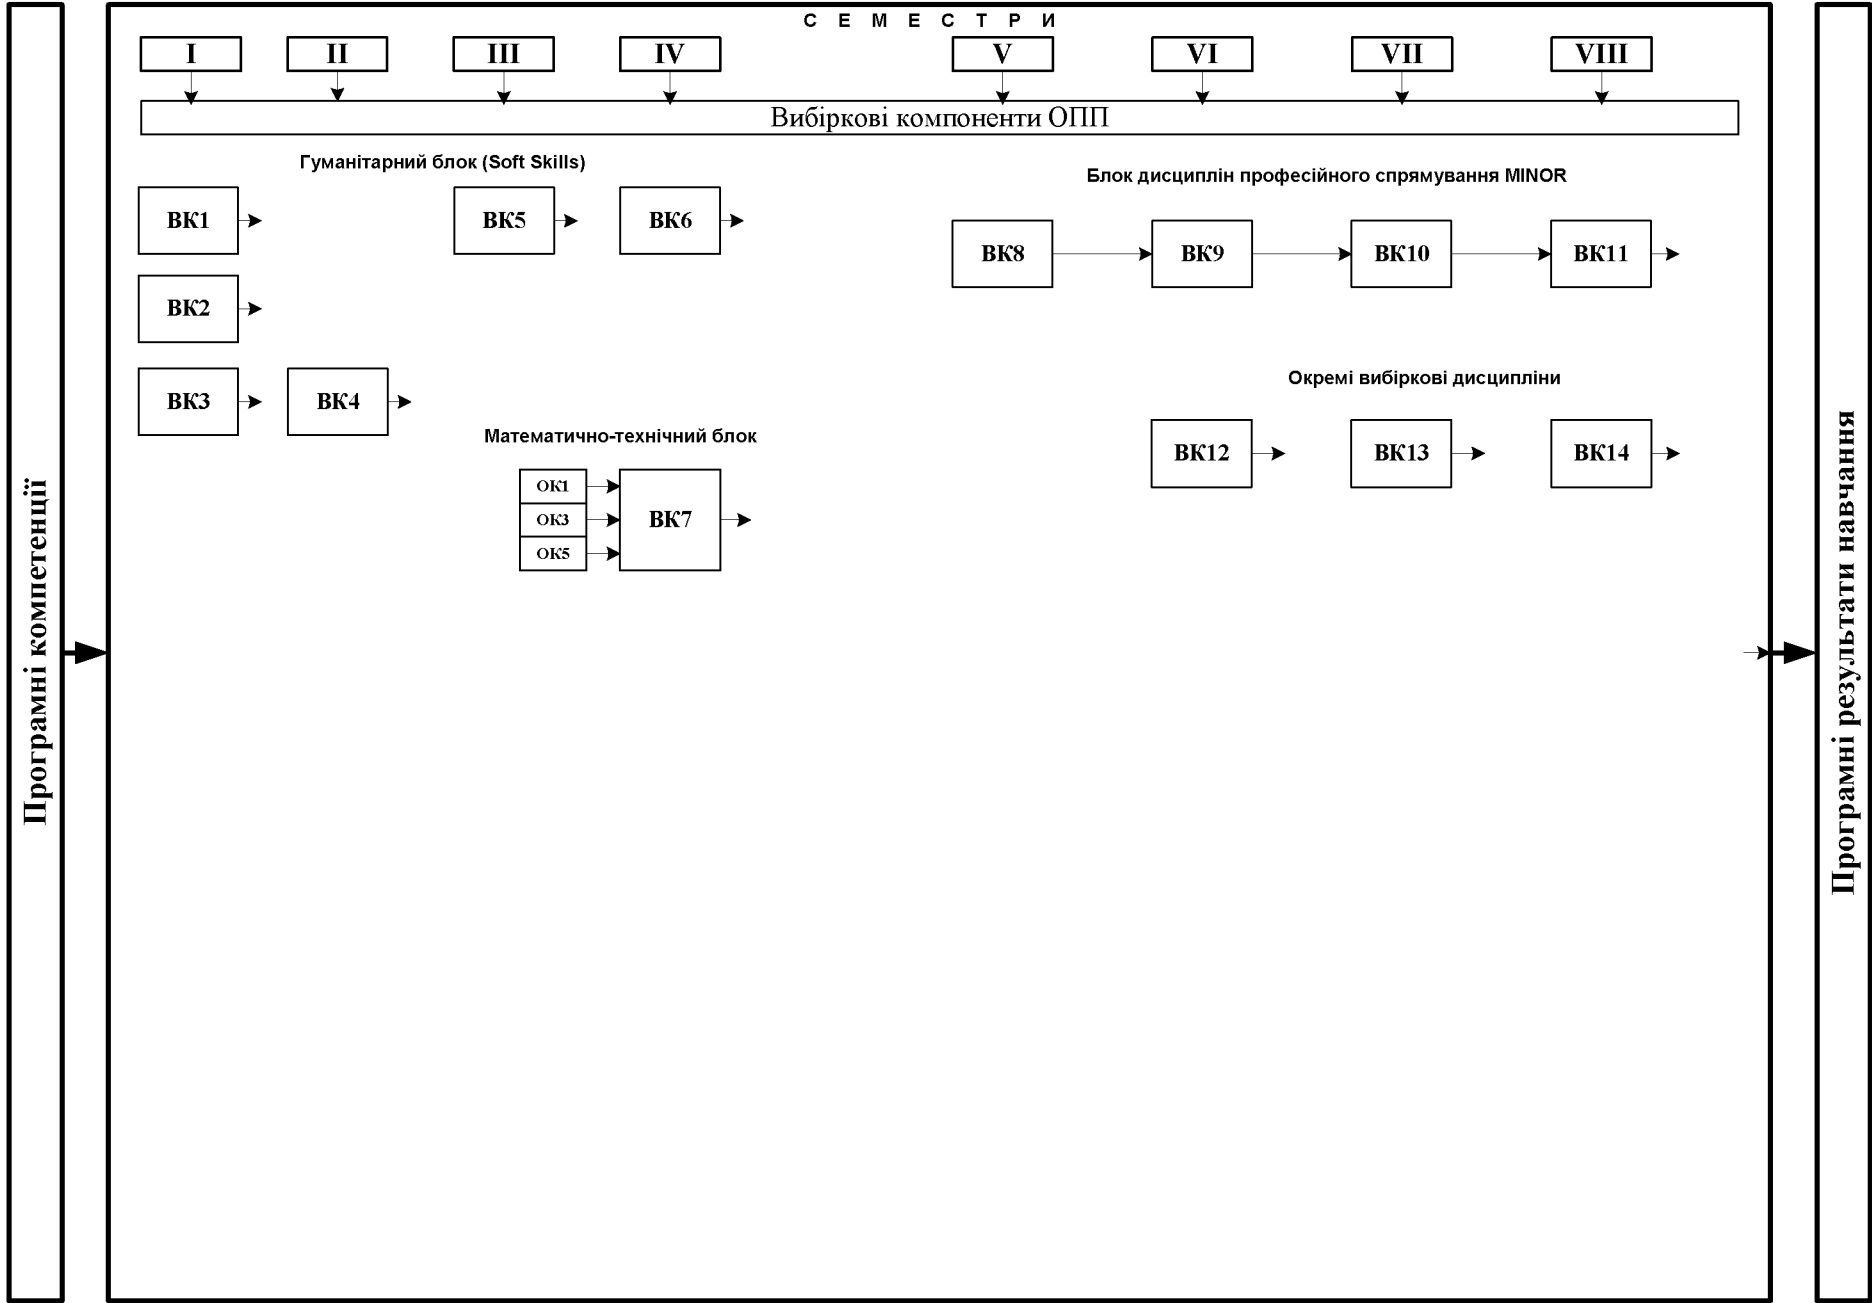 С Е М Е С Т Р И
I II III IV V VI VII VIII
Вибіркові компоненти ОПП
Гуманітарний блок (Soft Skills)
ВК1 ВК5 ВК6
ВК2
ВК3 ВК4
Математично-технічний блок
ОК1
ОК3
ОК5
ВК7
Блок дисциплін професійного спрямування MINOR
ВК8 ВК9 ВК10 ВК11
Окремі вибіркові дисципліни
ВК12 ВК13 ВК14
Програмні компетенції
Програмні результати навчання